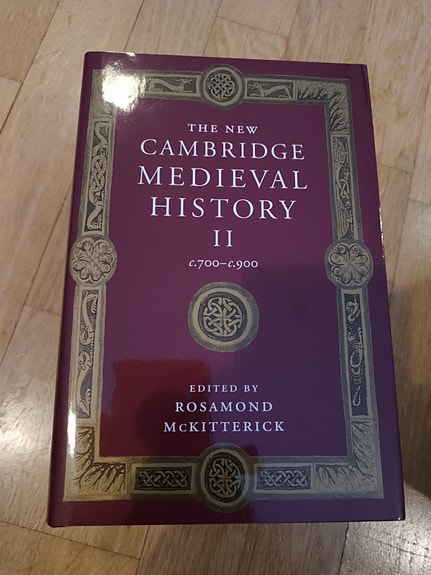 THE NEW
CAMBRIDGE
MEDIEVAL
HISTORY
II
c.700–c.900
EDITED BY
ROSAMOND
McKITTERICK